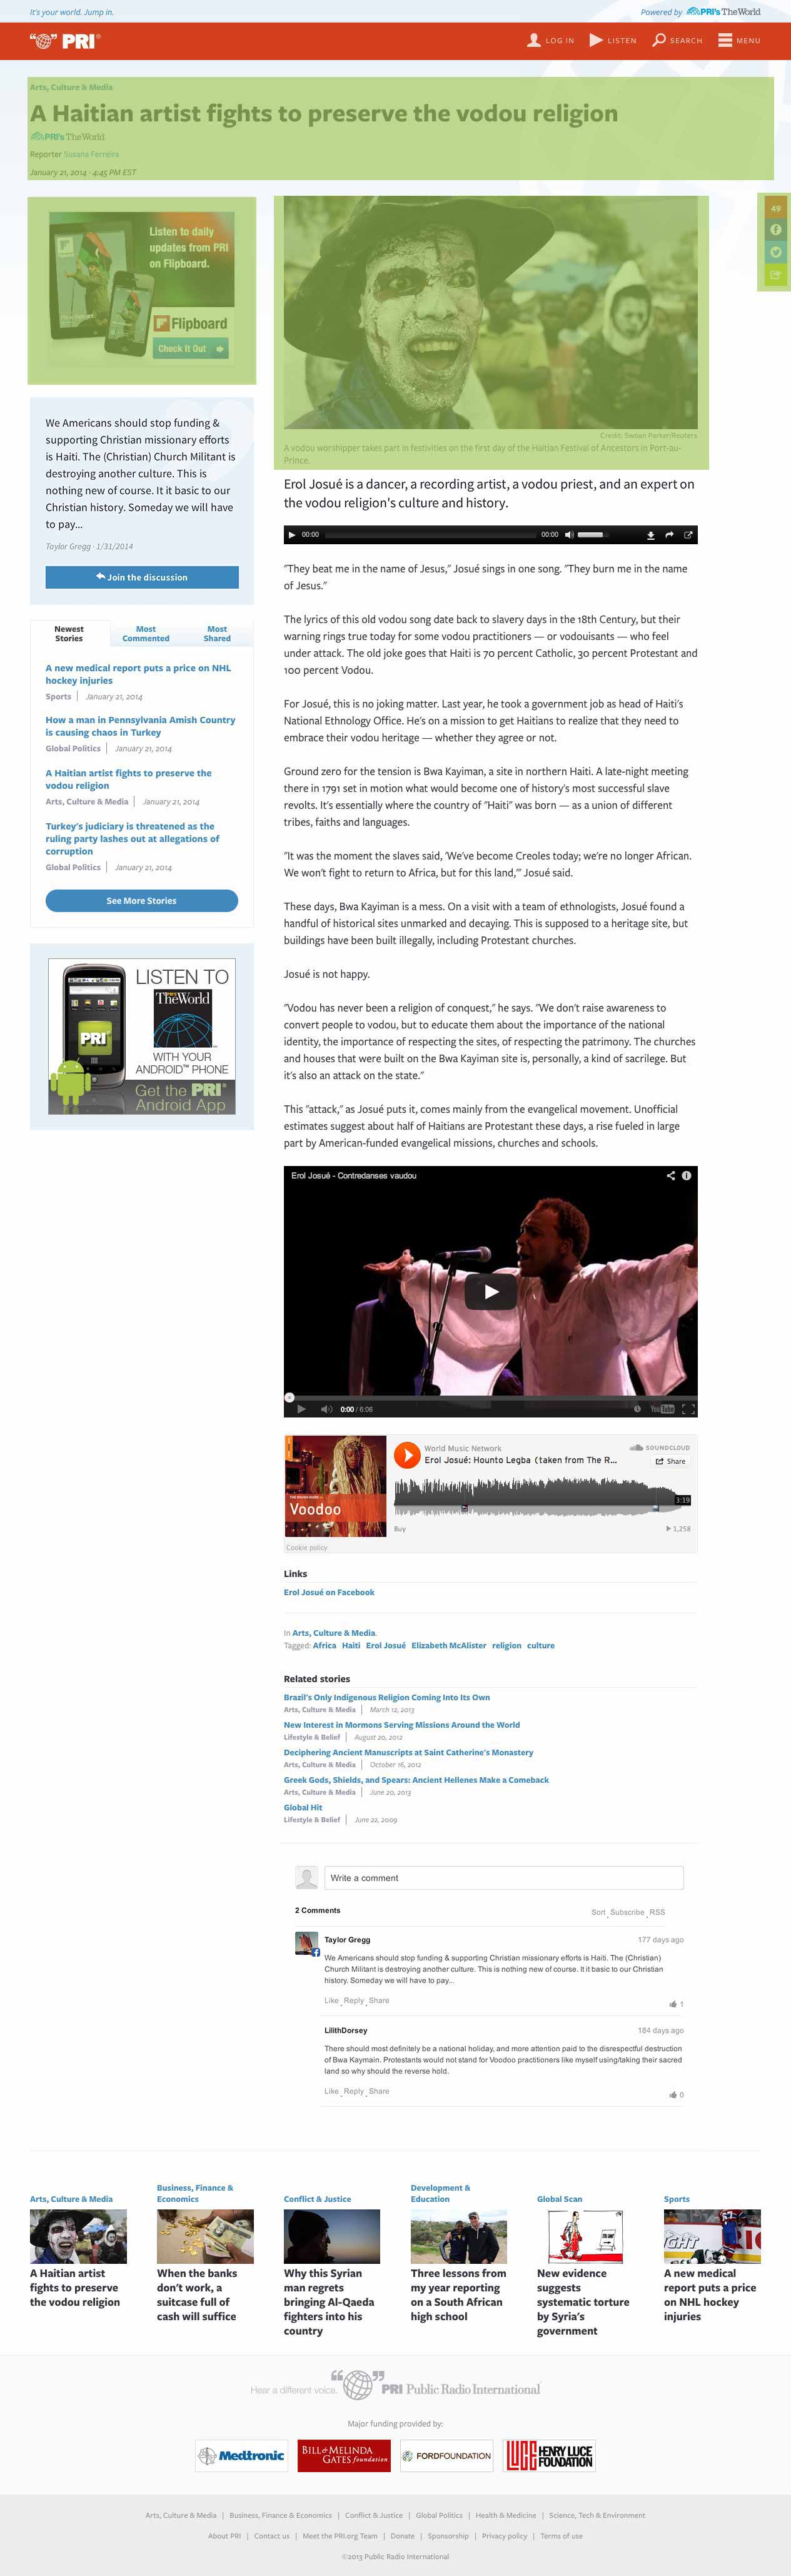 It's your world. Jump in.
Powered by PRI's The World
PRI
LOG IN
LISTEN
SEARCH
MENU
Arts, Culture & Media
A Haitian artist fights to preserve the vodou religion
PRI's The World
Reporter Susana Ferreira
January 21, 2014 · 4:45 PM EST
Listen to daily
updates from PRI
on Flipboard.
Flipboard
Check It Out
49
Credit: Swoan Parker/Reuters
A vodou worshipper takes part in festivities on the first day of the Haitian Festival of Ancestors in Port-au-
Prince.
We Americans should stop funding &
supporting Christian missionary efforts
is Haiti. The (Christian) Church Militant is
destroying another culture. This is
nothing new of course. It it basic to our
Christian history. Someday we will have
to pay...
Taylor Gregg · 1/31/2014
Join the discussion
Newest
Stories
Most
Commented
Most
Shared
A new medical report puts a price on NHL
hockey injuries
Sports | January 21, 2014
How a man in Pennsylvania Amish Country
is causing chaos in Turkey
Global Politics | January 21, 2014
A Haitian artist fights to preserve the
vodou religion
Arts, Culture & Media | January 21, 2014
Turkey's judiciary is threatened as the
ruling party lashes out at allegations of
corruption
Global Politics | January 21, 2014
See More Stories
LISTEN TO
PRI's
The World
WITH YOUR
ANDROID™ PHONE
PRI
Get the PRI®
Android App
Erol Josué is a dancer, a recording artist, a vodou priest, and an expert on
the vodou religion's culture and history.
00:00
00:00
"They beat me in the name of Jesus," Josué sings in one song. "They burn me in the name
of Jesus."
The lyrics of this old vodou song date back to slavery days in the 18th Century, but their
warning rings true today for some vodou practitioners — or vodouisants — who feel
under attack. The old joke goes that Haiti is 70 percent Catholic, 30 percent Protestant and
100 percent Vodou.
For Josué, this is no joking matter. Last year, he took a government job as head of Haiti's
National Ethnology Office. He's on a mission to get Haitians to realize that they need to
embrace their vodou heritage — whether they agree or not.
Ground zero for the tension is Bwa Kayiman, a site in northern Haiti. A late-night meeting
there in 1791 set in motion what would become one of history's most successful slave
revolts. It's essentially where the country of "Haiti" was born — as a union of different
tribes, faiths and languages.
"It was the moment the slaves said, 'We've become Creoles today; we're no longer African.
We won't fight to return to Africa, but for this land,'" Josué said.
These days, Bwa Kayiman is a mess. On a visit with a team of ethnologists, Josué found a
handful of historical sites unmarked and decaying. This is supposed to a heritage site, but
buildings have been built illegally, including Protestant churches.
Josué is not happy.
"Vodou has never been a religion of conquest," he says. "We don't raise awareness to
convert people to vodou, but to educate them about the importance of the national
identity, the importance of respecting the sites, of respecting the patrimony. The churches
and houses that were built on the Bwa Kayiman site is, personally, a kind of sacrilege. But
it's also an attack on the state."
This "attack," as Josué puts it, comes mainly from the evangelical movement. Unofficial
estimates suggest about half of Haitians are Protestant these days, a rise fueled in large
part by American-funded evangelical missions, churches and schools.
Erol Josué - Contredanses vaudou
0:00 / 6:06
YouTube
World Music Network
Erol Josué: Hounto Legba (taken from The R...
SOUNDCLOUD
Share
Voodoo
3:19
Buy
1,258
Cookie policy
Links
Erol Josué on Facebook
In Arts, Culture & Media.
Tagged: Africa Haiti Erol Josué Elizabeth McAlister religion culture
Related stories
Brazil's Only Indigenous Religion Coming Into Its Own
Arts, Culture & Media | March 12, 2013
New Interest in Mormons Serving Missions Around the World
Lifestyle & Belief | August 20, 2012
Deciphering Ancient Manuscripts at Saint Catherine's Monastery
Arts, Culture & Media | October 16, 2012
Greek Gods, Shields, and Spears: Ancient Hellenes Make a Comeback
Arts, Culture & Media | June 20, 2013
Global Hit
Lifestyle & Belief | June 22, 2009
Write a comment
2 Comments
Sort Subscribe RSS
Taylor Gregg
177 days ago
We Americans should stop funding & supporting Christian missionary efforts is Haiti. The (Christian)
Church Militant is destroying another culture. This is nothing new of course. It it basic to our Christian
history. Someday we will have to pay...
Like Reply Share
1
LilithDorsey
184 days ago
There should most definitely be a national holiday, and more attention paid to the disrespectful destruction
of Bwa Kaymain. Protestants would not stand for Voodoo practitioners like myself using/taking their sacred
land so why should the reverse hold.
Like Reply Share
0
Arts, Culture & Media
A Haitian artist
fights to preserve
the vodou religion
Business, Finance &
Economics
When the banks
don't work, a
suitcase full of
cash will suffice
Conflict & Justice
Why this Syrian
man regrets
bringing Al-Qaeda
fighters into his
country
Development &
Education
Three lessons from
my year reporting
on a South African
high school
Global Scan
New evidence
suggests
systematic torture
by Syria's
government
Sports
A new medical
report puts a price
on NHL hockey
injuries
Hear a different voice. PRI Public Radio International
Major funding provided by:
Medtronic
BILL & MELINDA
GATES foundation
FORDFOUNDATION
HENRY LUCE
FOUNDATION
Arts, Culture & Media | Business, Finance & Economics | Conflict & Justice | Global Politics | Health & Medicine | Science, Tech & Environment
About PRI | Contact us | Meet the PRI.org Team | Donate | Sponsorship | Privacy policy | Terms of use
©2013 Public Radio International